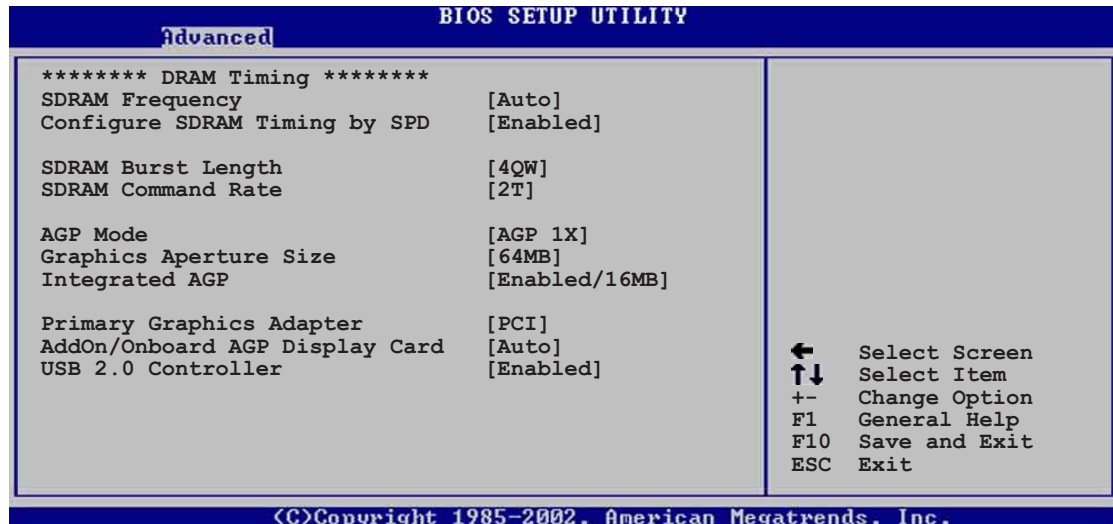 BIOS SETUP UTILITY
Advanced
******** DRAM Timing ********
SDRAM Frequency [Auto]
Configure SDRAM Timing by SPD [Enabled]
SDRAM Burst Length [4QW]
SDRAM Command Rate [2T]
AGP Mode [AGP 1X]
Graphics Aperture Size [64MB]
Integrated AGP [Enabled/16MB]
Primary Graphics Adapter [PCI]
AddOn/Onboard AGP Display Card [Auto]
USB 2.0 Controller [Enabled]
← Select Screen
↑↓ Select Item
+- Change Option
F1 General Help
F10 Save and Exit
ESC Exit
(C)Copyright 1985-2002, American Megatrends, Inc.